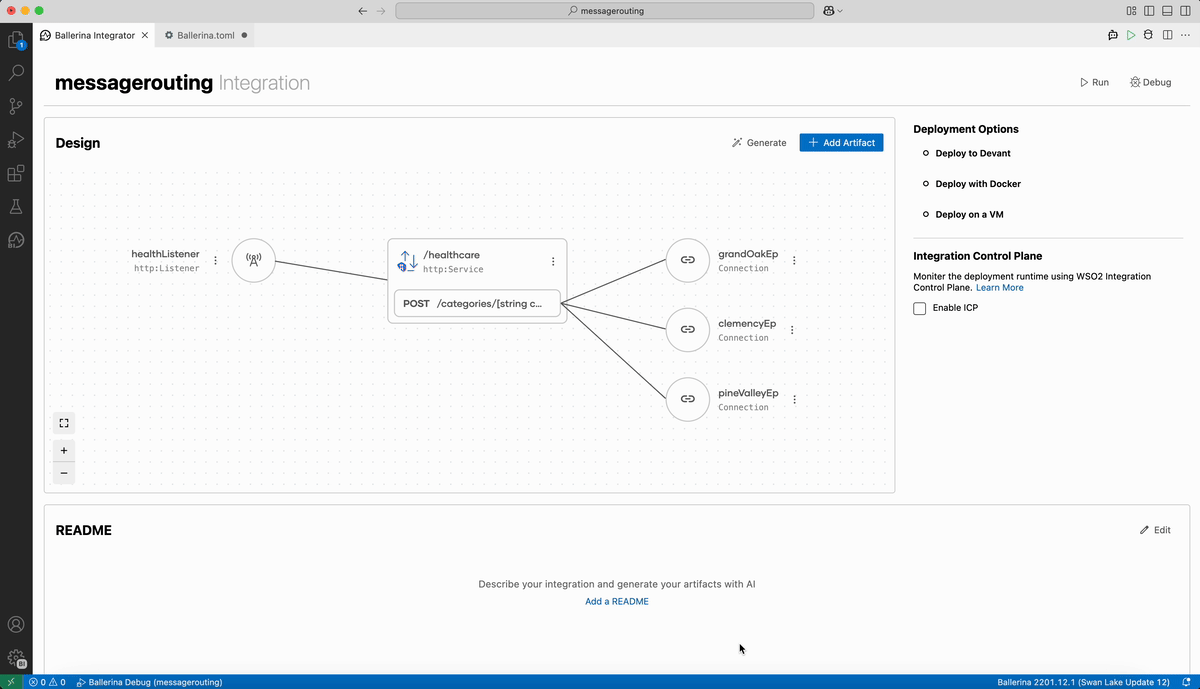 messagerouting
Ballerina Integrator
Ballerina.toml
1
messagerouting Integration
Run
Debug
Design
Generate
Add Artifact
healthListener
http:Listener
/healthcare
http:Service
POST /categories/[string c...
grandOakEp
Connection
clemencyEp
Connection
pineValleyEp
Connection
Deployment Options
Deploy to Devant
Deploy with Docker
Deploy on a VM
Integration Control Plane
Moniter the deployment runtime using WSO2 Integration
Control Plane. Learn More
Enable ICP
README
Edit
Describe your integration and generate your artifacts with AI
Add a README
BI
0 0 Ballerina Debug (messagerouting)
Ballerina 2201.12.1 (Swan Lake Update 12)